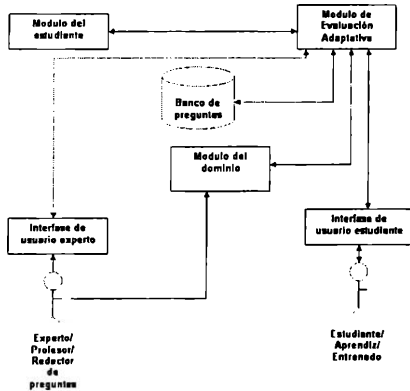 Modulo del
estudiante
Modulo de
Evaluación
Adaptativa
Banco de
preguntas
Modulo del
dominio
Interfase de
usuario experto
Interfase de
usuario estudiante
Experto/
Profesor/
Redactor
de
preguntas
Estudiante/
Aprendiz/
Entrenado